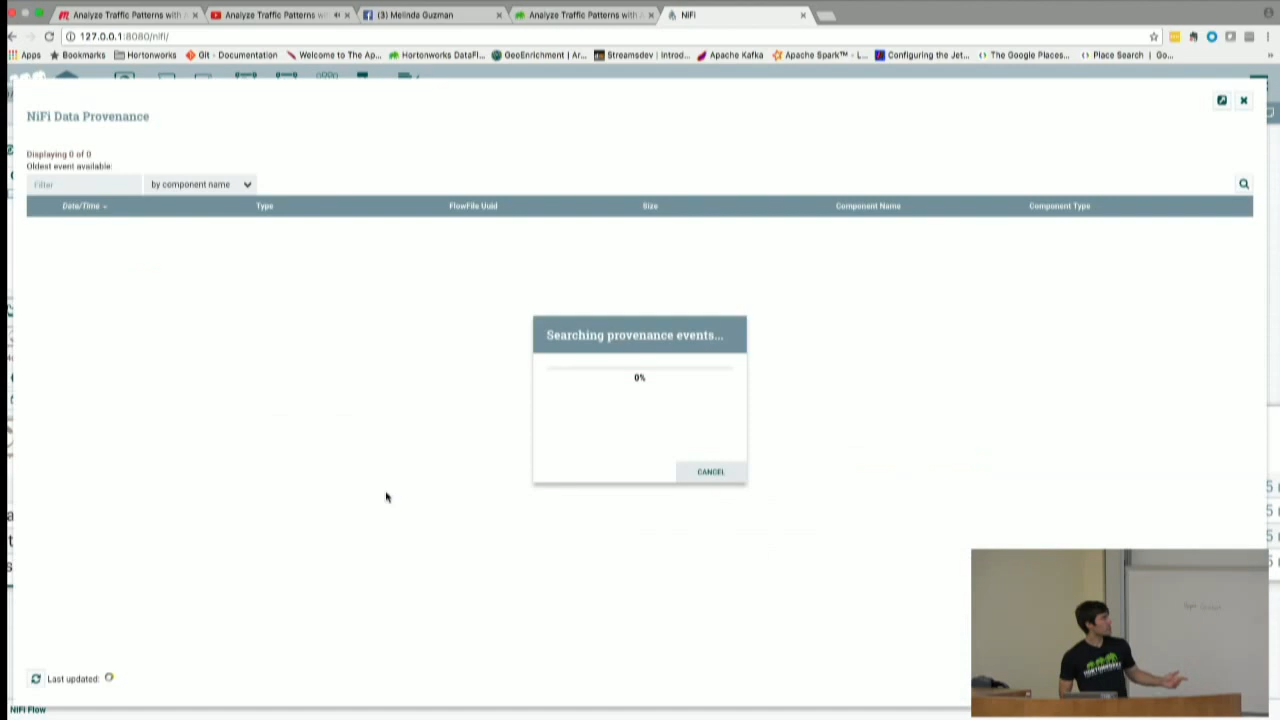 Analyze Traffic Patterns with
Analyze Traffic Patterns wi
(3) Melinda Guzman
Analyze Traffic Patterns with
NiFi
127.0.0.1:8080/nifi/
Apps
Bookmarks
Hortonworks
Git - Documentation
Welcome to The Ap...
Hortonworks DataFl...
GeoEnrichment | Ar...
Streamsdev | Introd...
Apache Kafka
Apache Spark™ - L...
Configuring the Jet...
The Google Places...
Place Search | Go...
»
NiFi Data Provenance
Displaying 0 of 0
Oldest event available:
Filter
by component name
Date/Time
Type
FlowFile Uuid
Size
Component Name
Component Type
Searching provenance events...
0%
CANCEL
Last updated:
NiFi Flow
HORTONWORKS